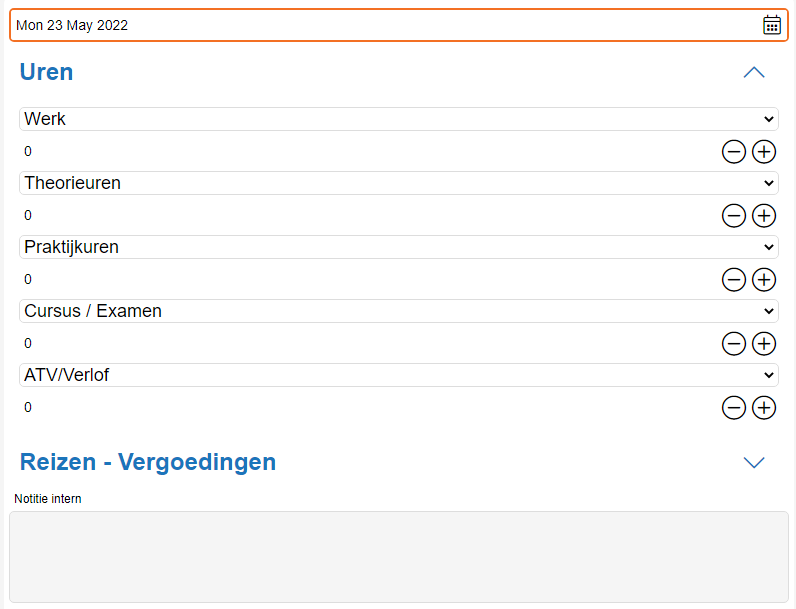 Mon 23 May 2022
Uren
Werk
0
Theorieuren
0
Praktijkuren
0
Cursus / Examen
0
ATV/Verlof
0
Reizen - Vergoedingen
Notitie intern